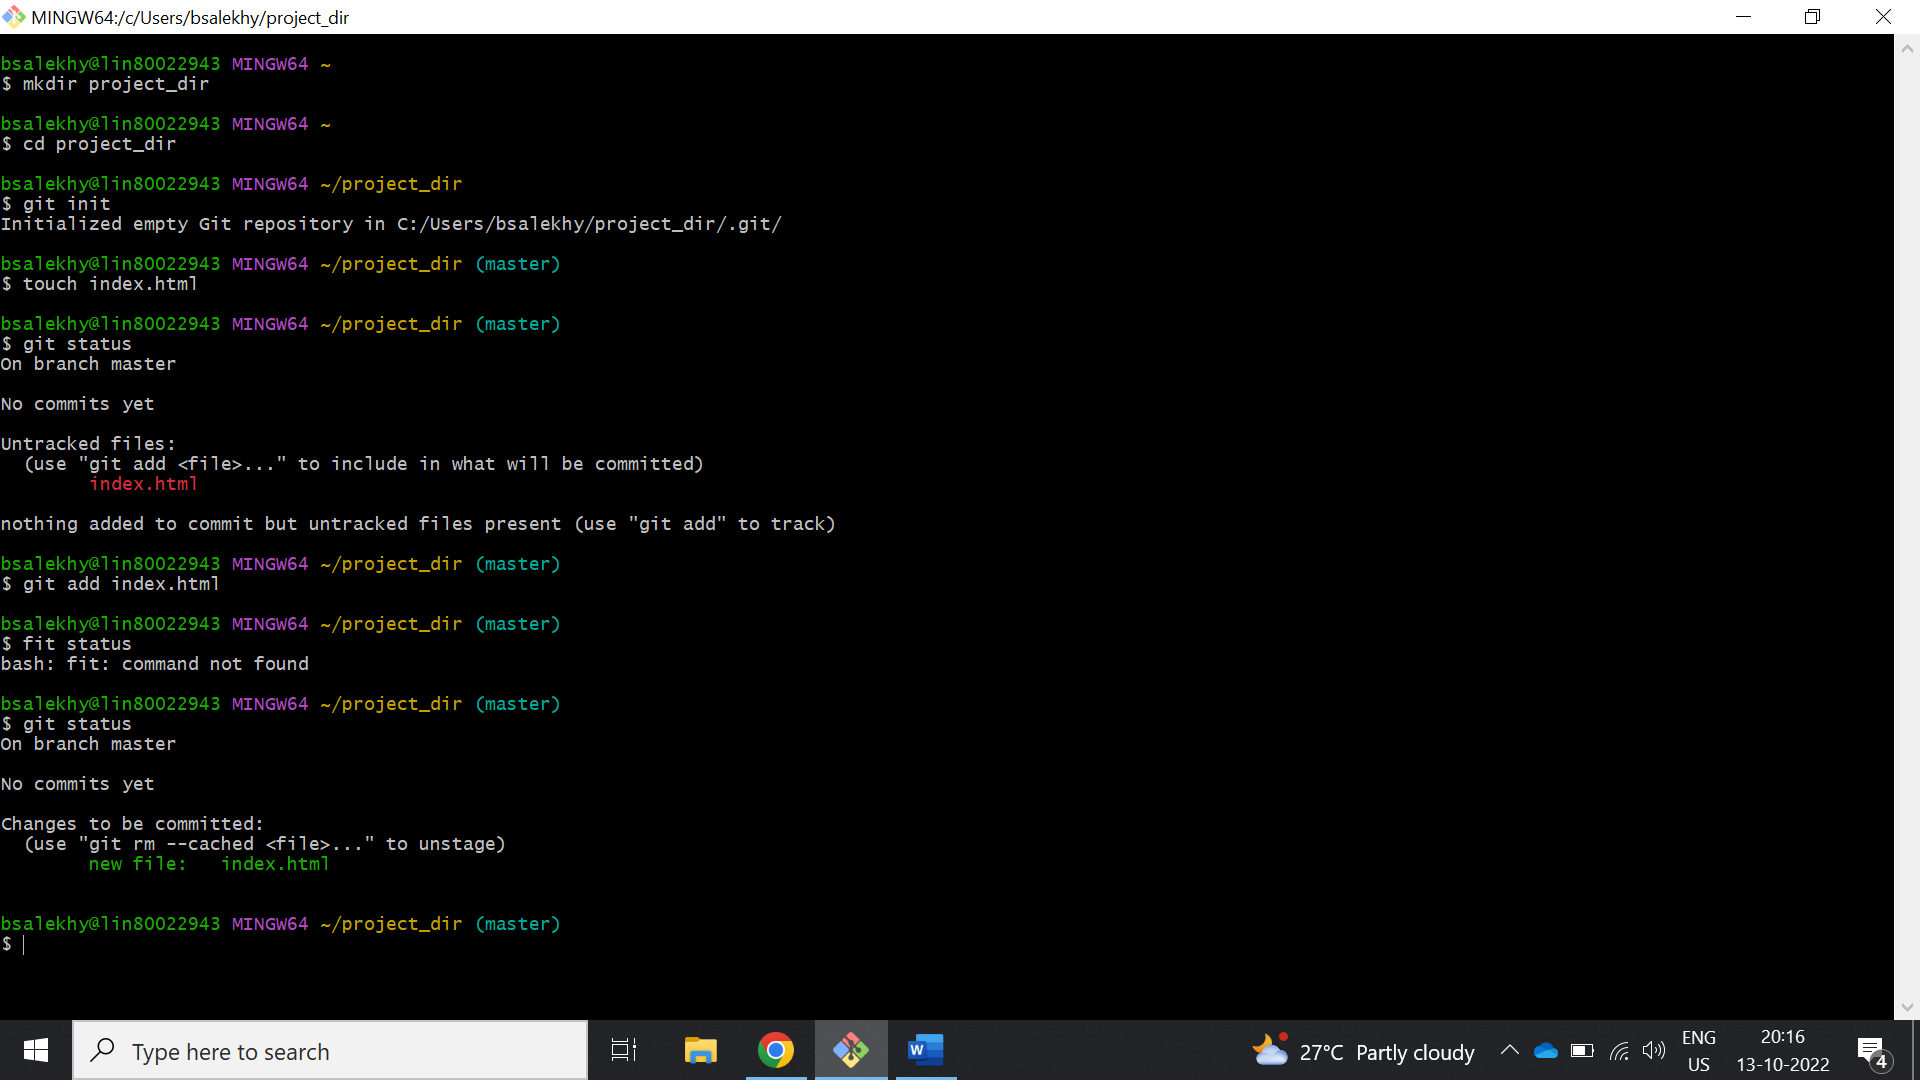 MINGW64:/c/Users/bsalekhy/project_dir
bsalekhy@lin80022943 MINGW64 ~
$ mkdir project_dir
bsalekhy@lin80022943 MINGW64 ~
$ cd project_dir
bsalekhy@lin80022943 MINGW64 ~/project_dir
$ git init
Initialized empty Git repository in C:/Users/bsalekhy/project_dir/.git/
bsalekhy@lin80022943 MINGW64 ~/project_dir (master)
$ touch index.html
bsalekhy@lin80022943 MINGW64 ~/project_dir (master)
$ git status
On branch master
No commits yet
Untracked files:
  (use "git add <file>..." to include in what will be committed)
        index.html
nothing added to commit but untracked files present (use "git add" to track)
bsalekhy@lin80022943 MINGW64 ~/project_dir (master)
$ git add index.html
bsalekhy@lin80022943 MINGW64 ~/project_dir (master)
$ fit status
bash: fit: command not found
bsalekhy@lin80022943 MINGW64 ~/project_dir (master)
$ git status
On branch master
No commits yet
Changes to be committed:
  (use "git rm --cached <file>..." to unstage)
        new file:   index.html
bsalekhy@lin80022943 MINGW64 ~/project_dir (master)
$
Type here to search
W
27°C Partly cloudy
ENG
US
20:16
13-10-2022
4